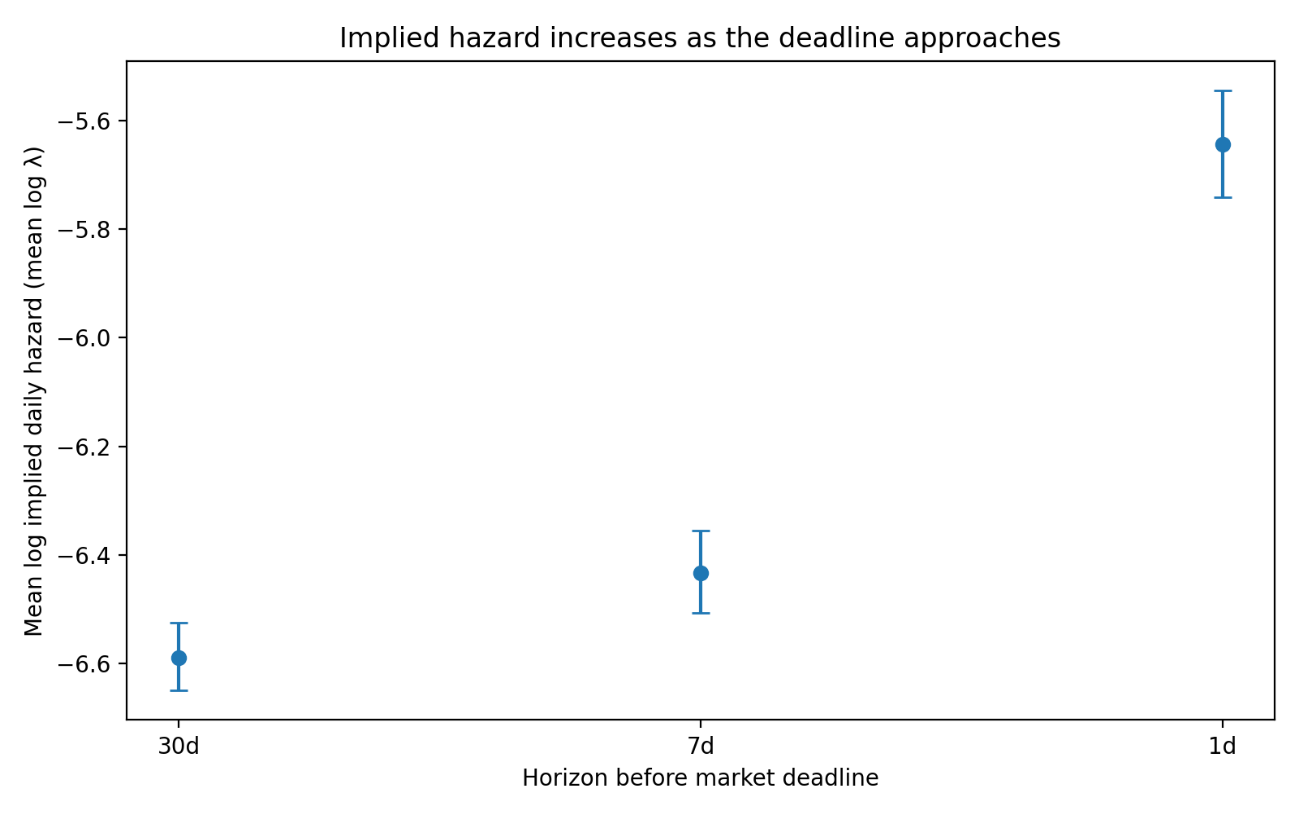 Implied hazard increases as the deadline approaches
Mean log implied daily hazard (mean log λ)
−5.6
−5.8
−6.0
−6.2
−6.4
−6.6
30d
7d
1d
Horizon before market deadline